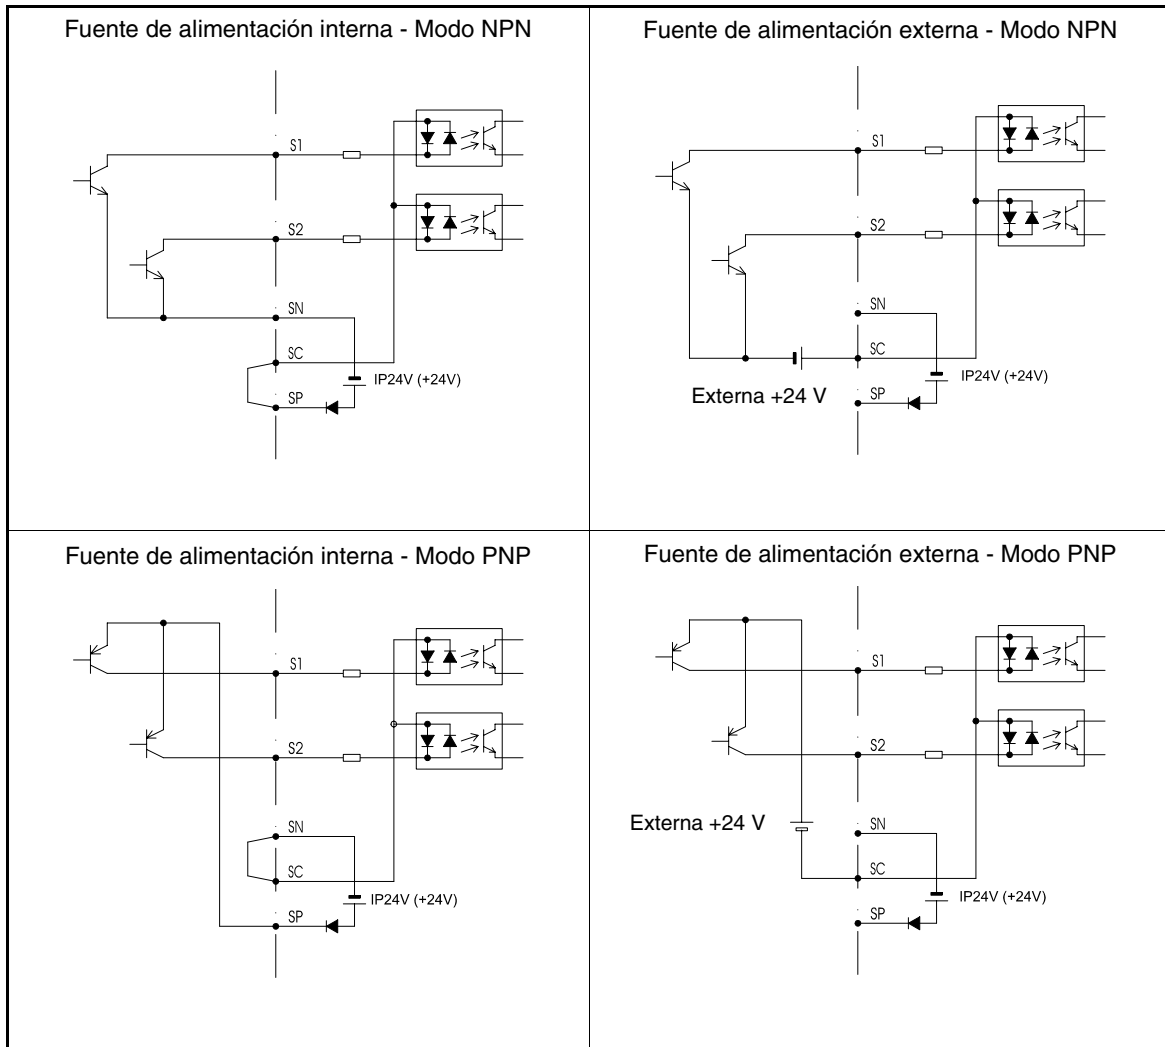 Fuente de alimentación interna - Modo NPN
S1
S2
SN
SC
IP24V (+24V)
SP
Fuente de alimentación externa - Modo NPN
S1
S2
SN
SC
IP24V (+24V)
Externa +24 V
SP
Fuente de alimentación interna - Modo PNP
S1
S2
SN
SC
IP24V (+24V)
SP
Fuente de alimentación externa - Modo PNP
S1
S2
Externa +24 V
SN
SC
IP24V (+24V)
SP